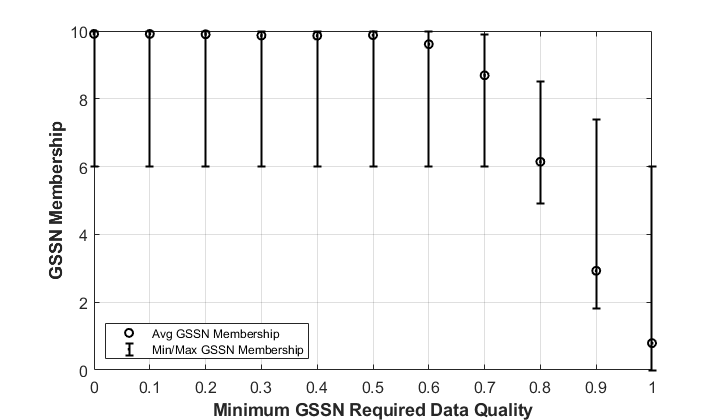 10
8
6
4
2
0
GSSN Membership
Avg GSSN Membership
Min/Max GSSN Membership
0 0.1 0.2 0.3 0.4 0.5 0.6 0.7 0.8 0.9 1
Minimum GSSN Required Data Quality